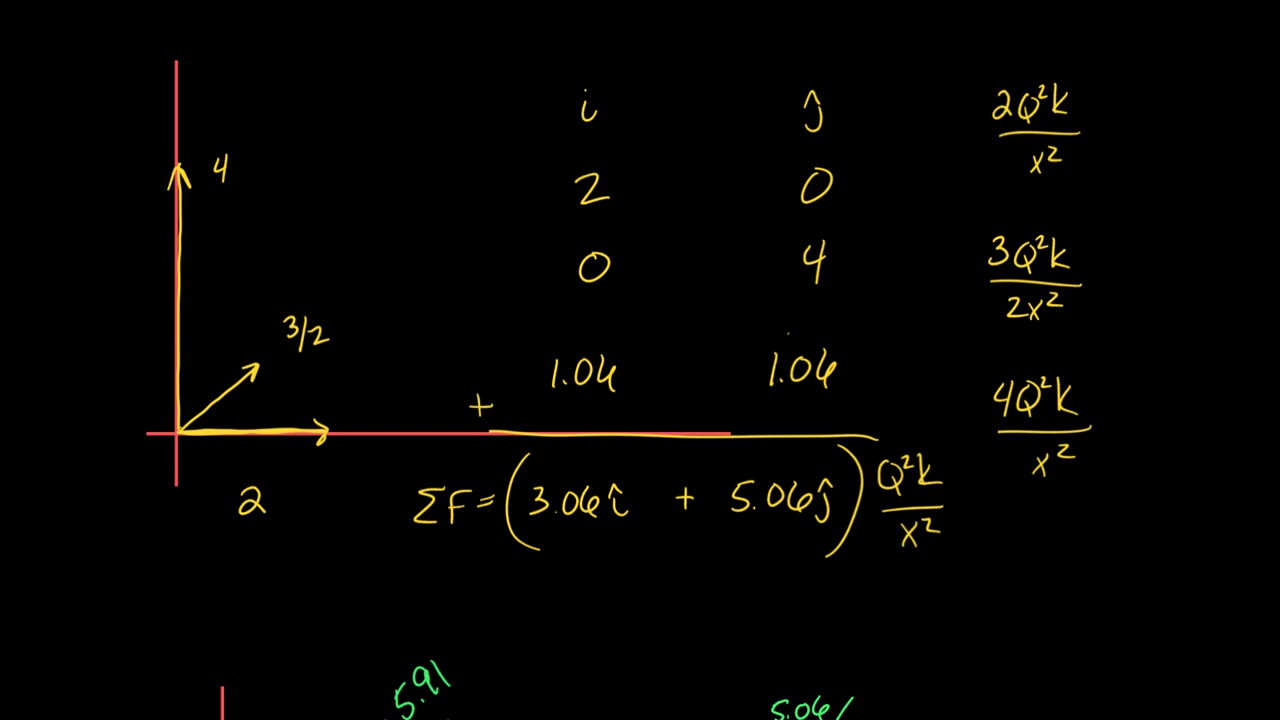 i ĵ 2Q²k/x²
4
2 0
0 4 3Q²k/2x²
3/2
1.06 1.06
+ 4Q²k/x²
2 ΣF=(3.06î + 5.06ĵ) Q²k/x²
5.91 5.06/